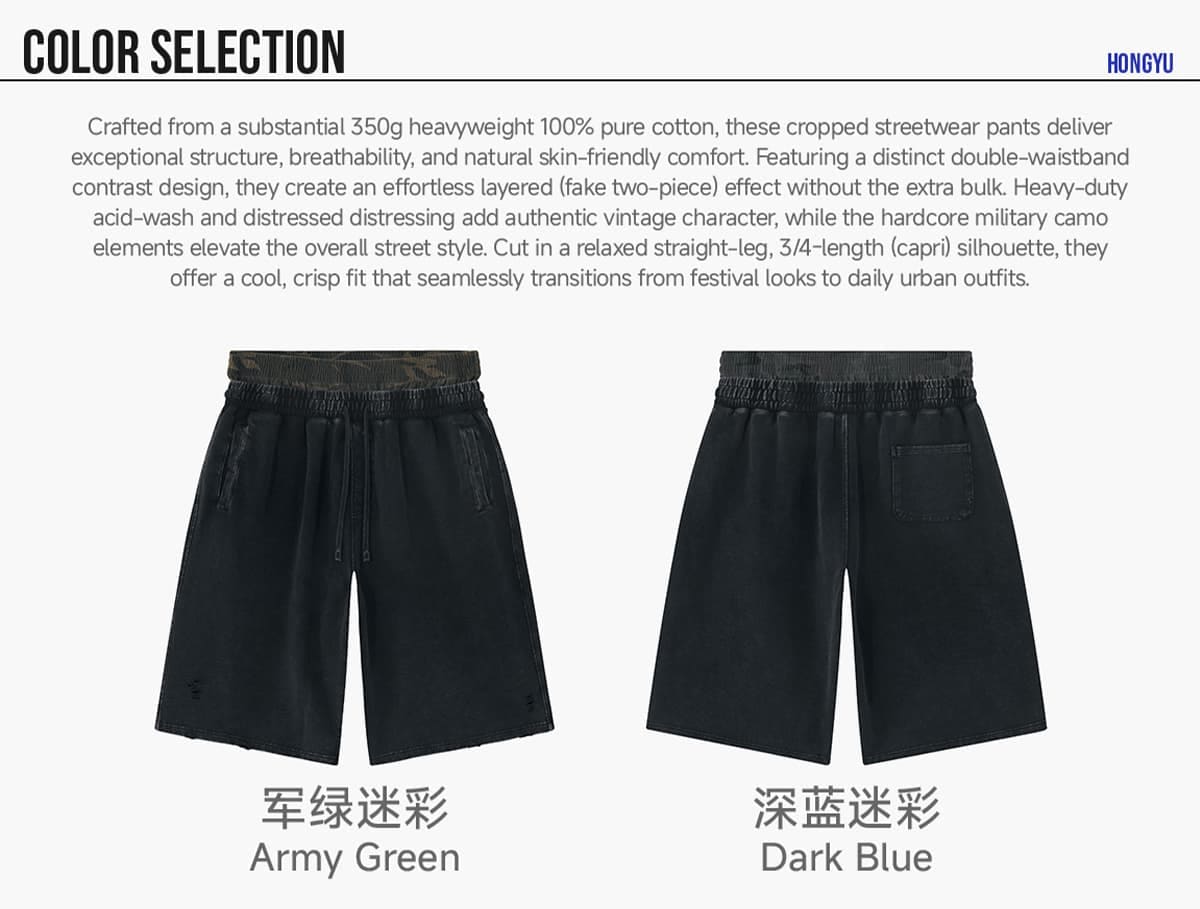 COLOR SELECTION
HONGYU
Crafted from a substantial 350g heavyweight 100% pure cotton, these cropped streetwear pants deliver
exceptional structure, breathability, and natural skin-friendly comfort. Featuring a distinct double-waistband
contrast design, they create an effortless layered (fake two-piece) effect without the extra bulk. Heavy-duty
acid-wash and distressed distressing add authentic vintage character, while the hardcore military camo
elements elevate the overall street style. Cut in a relaxed straight-leg, 3/4-length (capri) silhouette, they
offer a cool, crisp fit that seamlessly transitions from festival looks to daily urban outfits.
军绿迷彩
Army Green
深蓝迷彩
Dark Blue